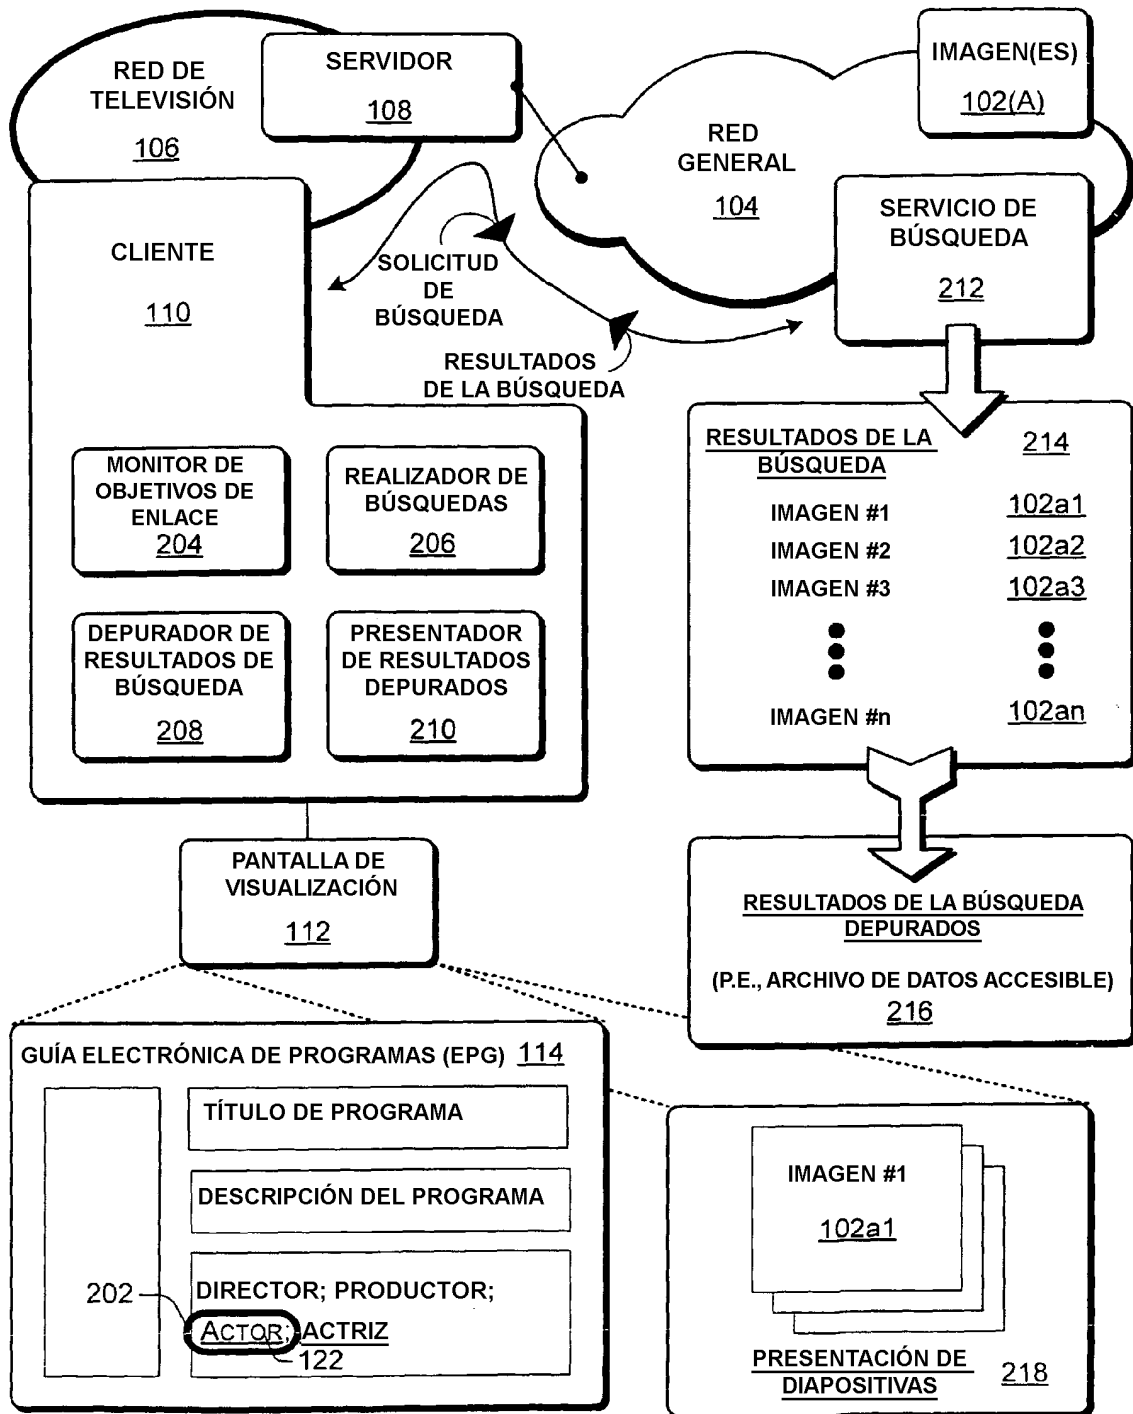 RED DE
TELEVISIÓN
106
SERVIDOR
108
RED
GENERAL
104
IMAGEN(ES)
102(A)
SERVICIO DE
BÚSQUEDA
212
CLIENTE
110
SOLICITUD
DE
BÚSQUEDA
RESULTADOS
DE LA BÚSQUEDA
MONITOR DE
OBJETIVOS DE
ENLACE
204
REALIZADOR DE
BÚSQUEDAS
206
DEPURADOR DE
RESULTADOS DE
BÚSQUEDA
208
PRESENTADOR
DE RESULTADOS
DEPURADOS
210
RESULTADOS DE LA
BÚSQUEDA
214
IMAGEN #1 102a1
IMAGEN #2 102a2
IMAGEN #3 102a3
IMAGEN #n 102an
PANTALLA DE
VISUALIZACIÓN
112
RESULTADOS DE LA BÚSQUEDA
DEPURADOS
(P.E., ARCHIVO DE DATOS ACCESIBLE)
216
GUÍA ELECTRÓNICA DE PROGRAMAS (EPG) 114
TÍTULO DE PROGRAMA
DESCRIPCIÓN DEL PROGRAMA
DIRECTOR; PRODUCTOR;
ACTOR; ACTRIZ
202
122
IMAGEN #1
102a1
PRESENTACIÓN DE
DIAPOSITIVAS
218